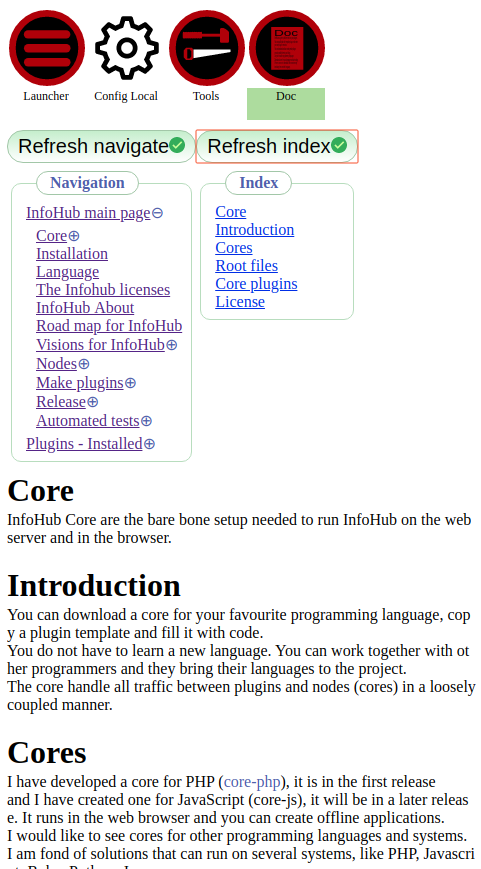 Launcher
Config Local
Tools
Doc
Refresh navigate
Refresh index
Navigation
InfoHub main page
Core
Installation
Language
The Infohub licenses
InfoHub About
Road map for InfoHub
Visions for InfoHub
Nodes
Make plugins
Release
Automated tests
Plugins - Installed
Index
Core
Introduction
Cores
Root files
Core plugins
License
Core
InfoHub Core are the bare bone setup needed to run InfoHub on the web
server and in the browser.
Introduction
You can download a core for your favourite programming language, cop
y a plugin template and fill it with code.
You do not have to learn a new language. You can work together with ot
her programmers and they bring their languages to the project.
The core handle all traffic between plugins and nodes (cores) in a loosely
coupled manner.
Cores
I have developed a core for PHP (core-php), it is in the first release
and I have created one for JavaScript (core-js), it will be in a later releas
e. It runs in the web browser and you can create offline applications.
I would like to see cores for other programming languages and systems.
I am fond of solutions that can run on several systems, like PHP, Javascri